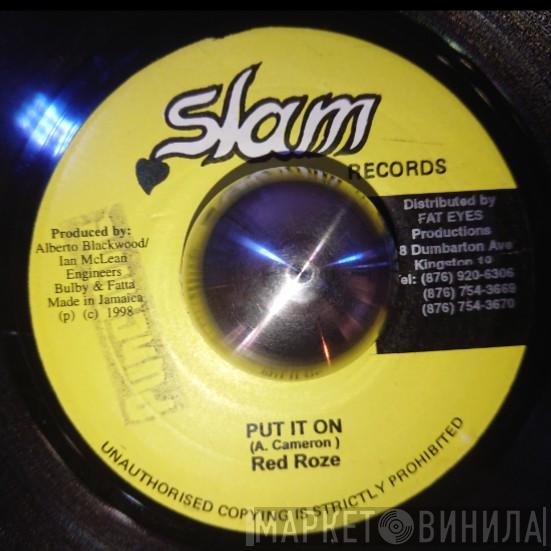 slam
RECORDS
Produced by:
Alberto Blackwood/
Ian McLean
Engineers
Bulby & Fatta
Made in Jamaica
(p) (c) 1998
Distributed by
FAT EYES
Productions
8 Dumbarton Ave
Kingston 10
Tel: (876) 920-6306
(876) 754-3669
(876) 754-3670
PUT IT ON
(A. Cameron )
Red Roze
UNAUTHORISED COPYING IS STRICTLY PROHIBITED
МАРКЕТ ВИНИЛА